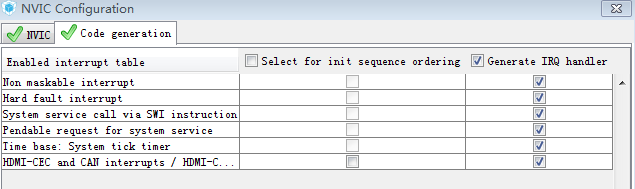 NVIC Configuration
NVIC Code generation
Enabled interrupt table Select for init sequence ordering Generate IRQ handler
Non maskable interrupt
Hard fault interrupt
System service call via SWI instruction
Pendable request for system service
Time base: System tick timer
HDMI-CEC and CAN interrupts / HDMI-C...